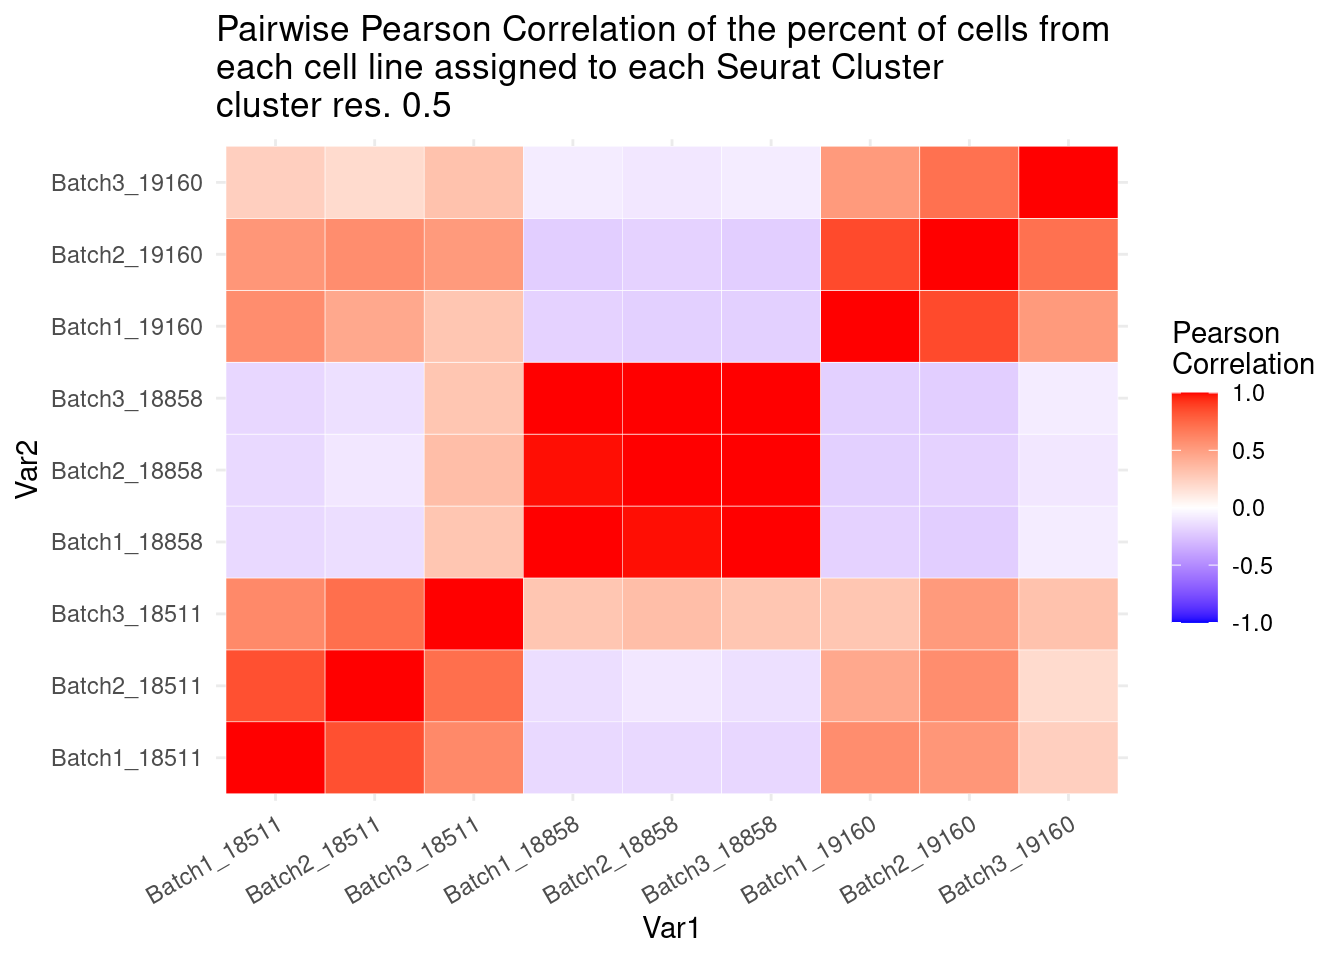 Pairwise Pearson Correlation of the percent of cells from
each cell line assigned to each Seurat Cluster
cluster res. 0.5
Var2
Batch3_19160
Batch2_19160
Batch1_19160
Batch3_18858
Batch2_18858
Batch1_18858
Batch3_18511
Batch2_18511
Batch1_18511
Batch1_18511
Batch2_18511
Batch3_18511
Batch1_18858
Batch2_18858
Batch3_18858
Batch1_19160
Batch2_19160
Batch3_19160
Var1
Pearson
Correlation
1.0
0.5
0.0
-0.5
-1.0